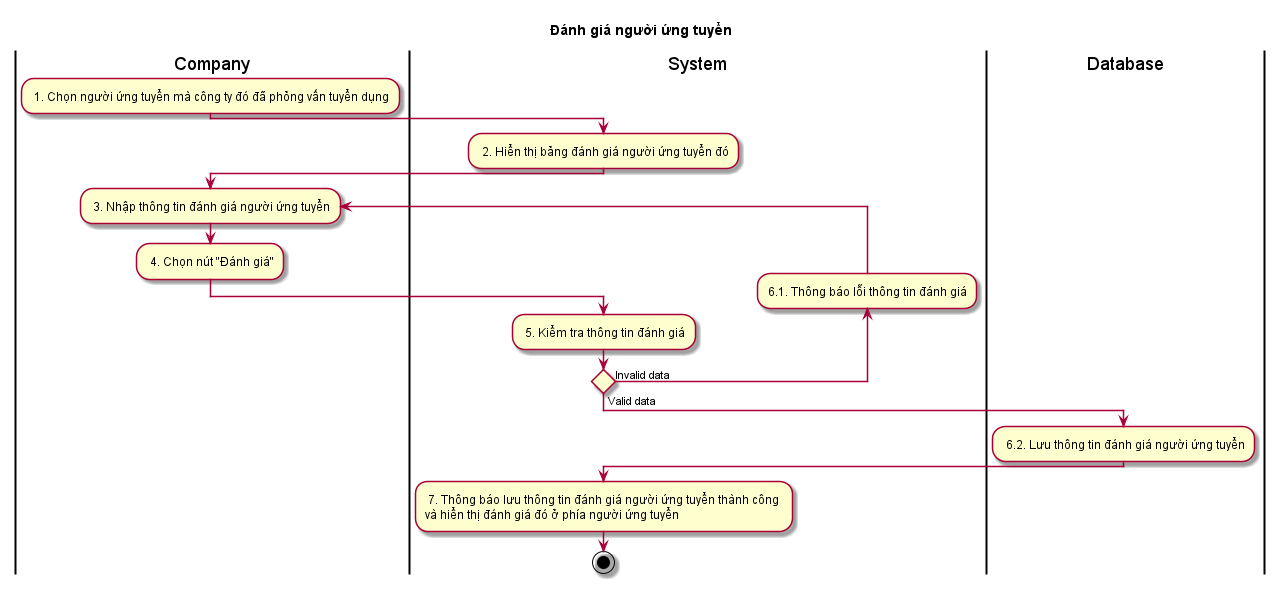 Đánh giá người ứng tuyển
Company
System
Database
1. Chọn người ứng tuyển mà công ty đó đã phỏng vấn tuyển dụng
2. Hiển thị bảng đánh giá người ứng tuyển đó
3. Nhập thông tin đánh giá người ứng tuyển
4. Chọn nút "Đánh giá"
6.1. Thông báo lỗi thông tin đánh giá
5. Kiểm tra thông tin đánh giá
Invalid data
Valid data
6.2. Lưu thông tin đánh giá người ứng tuyển
7. Thông báo lưu thông tin đánh giá người ứng tuyển thành công
và hiển thị đánh giá đó ở phía người ứng tuyển